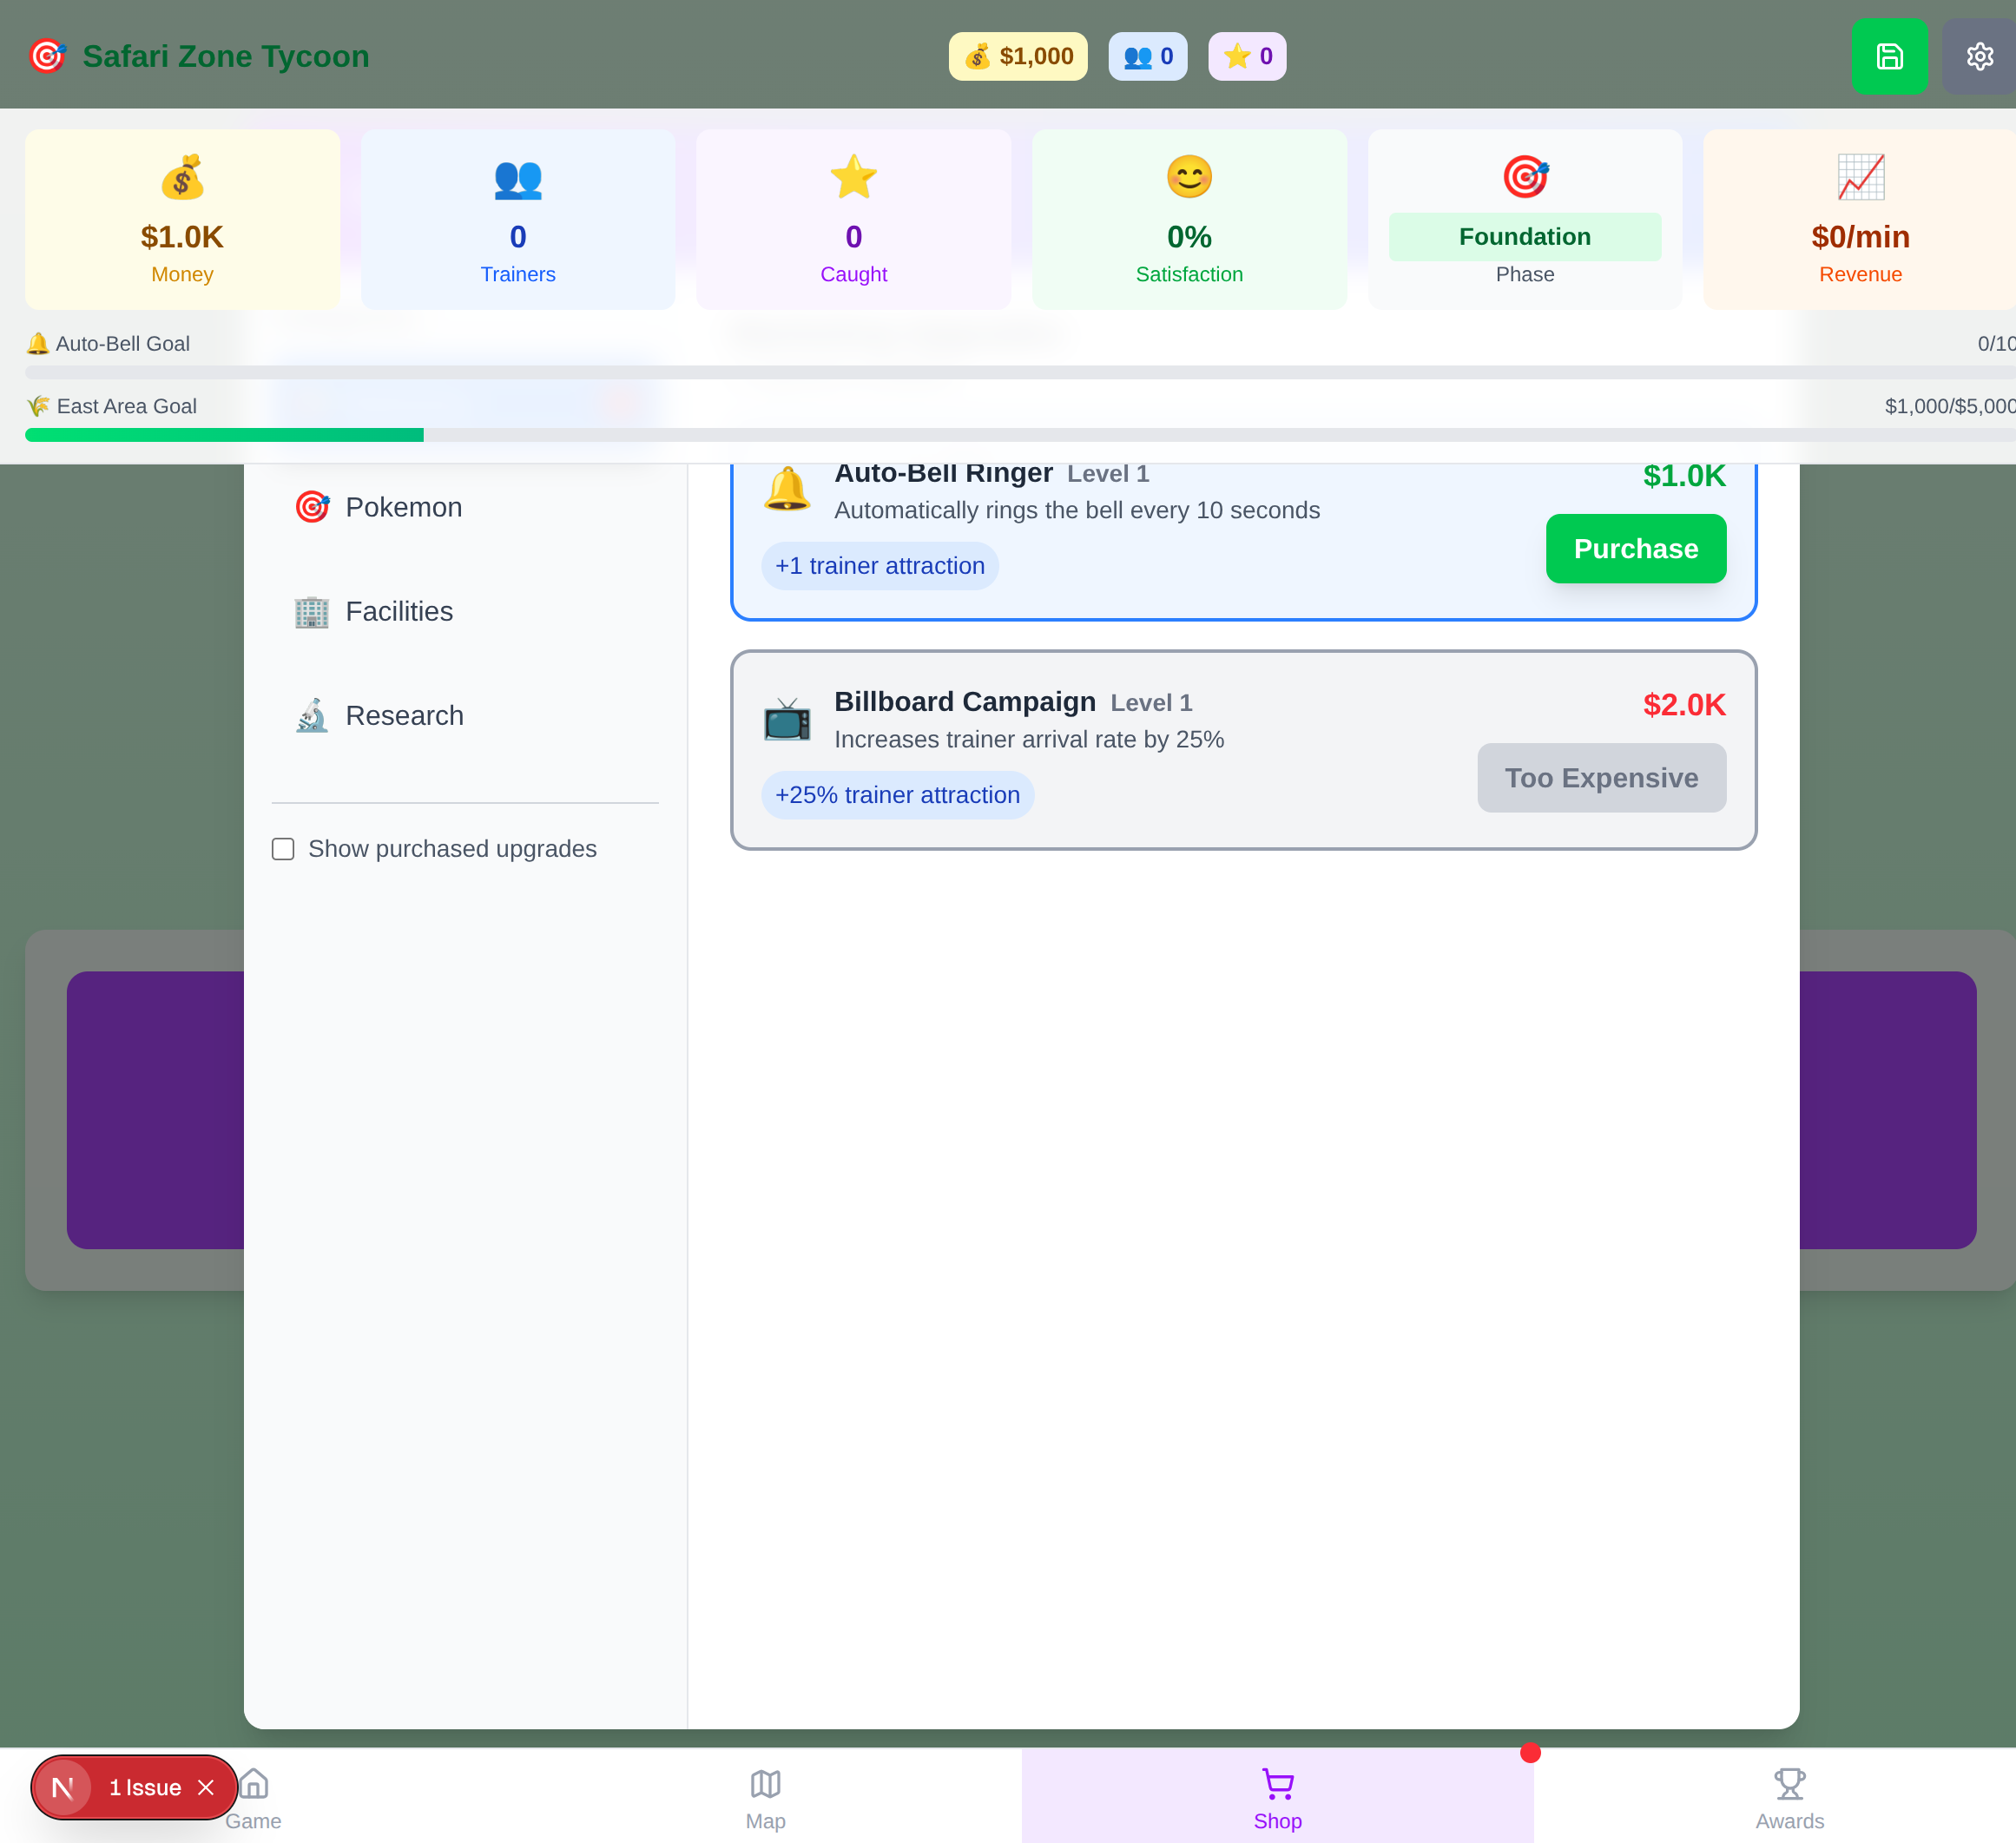 Safari Zone Tycoon
$1,000
0
0
$1.0K
Money
0
Trainers
0
Caught
0%
Satisfaction
Foundation
Phase
$0/min
Revenue
Auto-Bell Goal
0/10
East Area Goal
$1,000/$5,000
Pokemon
Facilities
Research
Show purchased upgrades
Auto-Bell Ringer Level 1
$1.0K
Automatically rings the bell every 10 seconds
Purchase
+1 trainer attraction
Billboard Campaign Level 1
$2.0K
Increases trainer arrival rate by 25%
Too Expensive
+25% trainer attraction
N
1 Issue
Game
Map
Shop
Awards